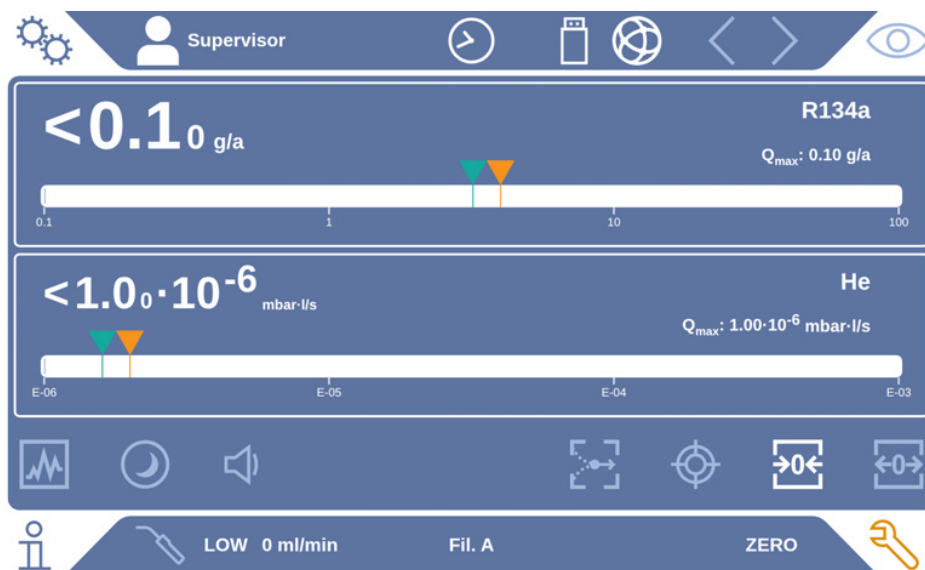 Supervisor
<0.10 g/a
R134a
Qmax: 0.10 g/a
0.1 1 10 100
<1.00·10-6 mbar·l/s
He
Qmax: 1.00·10-6 mbar·l/s
E-06 E-05 E-04 E-03
→0← ←0→
LOW 0 ml/min Fil. A ZERO